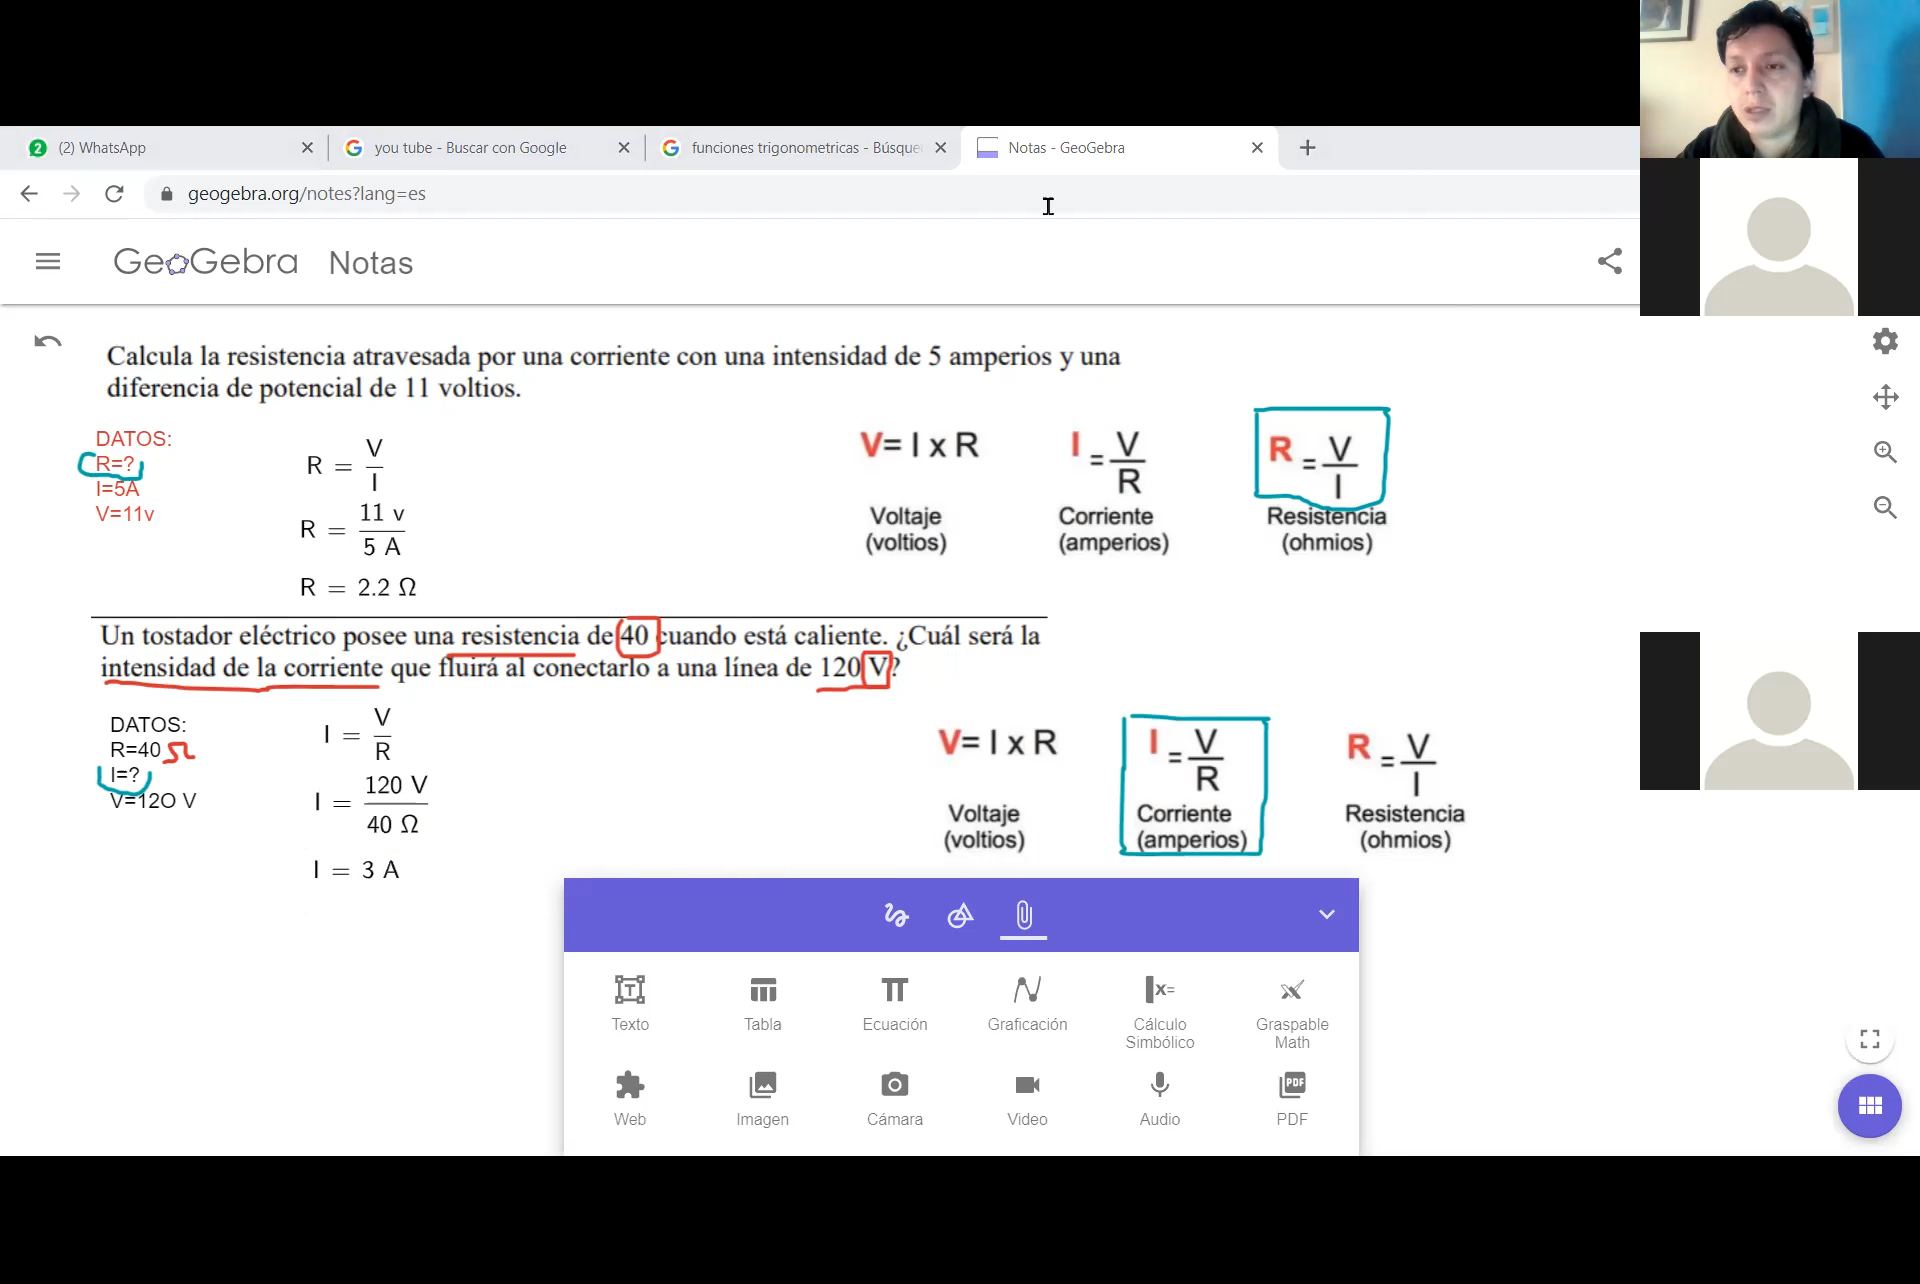 2 (2) WhatsApp
you tube - Buscar con Google
funciones trigonometricas - Búsque
Notas - GeoGebra
geogebra.org/notes?lang=es
GeoGebra Notas
Calcula la resistencia atravesada por una corriente con una intensidad de 5 amperios y una
diferencia de potencial de 11 voltios.
DATOS:
R=?
I=5A
V=11v
R = V/I
R = 11 v/5 A
R = 2.2 Ω
V= I x R
Voltaje
(voltios)
I = V/R
Corriente
(amperios)
R = V/I
Resistencia
(ohmios)
Un tostador eléctrico posee una resistencia de 40 cuando está caliente. ¿Cuál será la
intensidad de la corriente que fluirá al conectarlo a una línea de 120 V?
DATOS:
R=40 Ω
I=?
V=12O V
I = V/R
I = 120 V/40 Ω
I = 3 A
V= I x R
Voltaje
(voltios)
I = V/R
Corriente
(amperios)
R = V/I
Resistencia
(ohmios)
Texto
Tabla
Ecuación
Graficación
x=
Cálculo
Simbólico
Graspable
Math
Web
Imagen
Cámara
Video
Audio
PDF
PDF